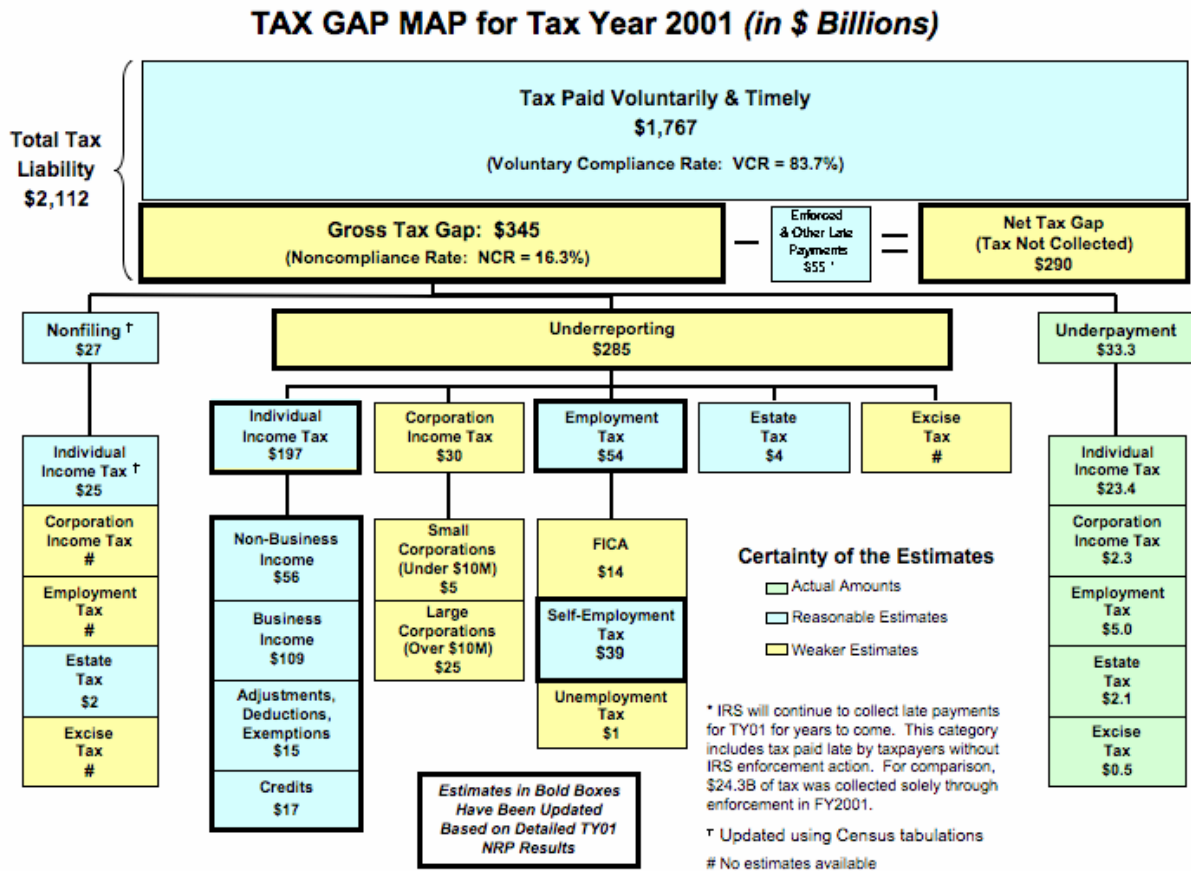 TAX GAP MAP for Tax Year 2001 (in $ Billions)
Total Tax
Liability
$2,112
Tax Paid Voluntarily & Timely
$1,767
(Voluntary Compliance Rate:  VCR = 83.7%)
Gross Tax Gap:  $345
(Noncompliance Rate:  NCR = 16.3%)
−
Enforced
& Other Late
Payments
$55 *
=
Net Tax Gap
(Tax Not Collected)
$290
Nonfiling †
$27
Underreporting
$285
Underpayment
$33.3
Individual
Income Tax
$197
Corporation
Income Tax
$30
Employment
Tax
$54
Estate
Tax
$4
Excise
Tax
#
Individual
Income Tax †
$25
Corporation
Income Tax
#
Employment
Tax
#
Estate
Tax
$2
Excise
Tax
#
Non-Business
Income
$56
Business
Income
$109
Adjustments,
Deductions,
Exemptions
$15
Credits
$17
Small
Corporations
(Under $10M)
$5
Large
Corporations
(Over $10M)
$25
FICA
$14
Self-Employment
Tax
$39
Unemployment
Tax
$1
Individual
Income Tax
$23.4
Corporation
Income Tax
$2.3
Employment
Tax
$5.0
Estate
Tax
$2.1
Excise
Tax
$0.5
Certainty of the Estimates
Actual Amounts
Reasonable Estimates
Weaker Estimates
Estimates in Bold Boxes
Have Been Updated
Based on Detailed TY01
NRP Results
* IRS will continue to collect late payments
for TY01 for years to come.  This category
includes tax paid late by taxpayers without
IRS enforcement action.  For comparison,
$24.3B of tax was collected solely through
enforcement in FY2001.
† Updated using Census tabulations
# No estimates available